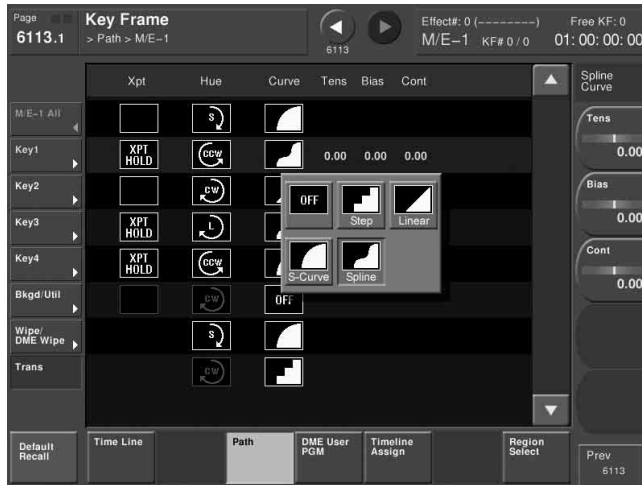 Page
6113.1
Key Frame
> Path > M/E-1
6113
Effect#: 0 (--------)
M/E-1 KF# 0 / 0
Free KF: 0
01: 00: 00: 00
Xpt Hue Curve Tens Bias Cont
Spline
Curve
M/E-1 All
S
Key1
XPT
HOLD
CCW
0.00 0.00 0.00
Key2
CW
Key3
XPT
HOLD
L
Key4
XPT
HOLD
CCW
Bkgd/Util
CW
OFF
Wipe/
DME Wipe
S
Trans
CW
OFF
Step
Linear
S-Curve
Spline
Tens
0.00
Bias
0.00
Cont
0.00
Default
Recall
Time Line
Path
DME User
PGM
Timeline
Assign
Region
Select
Prev
6113